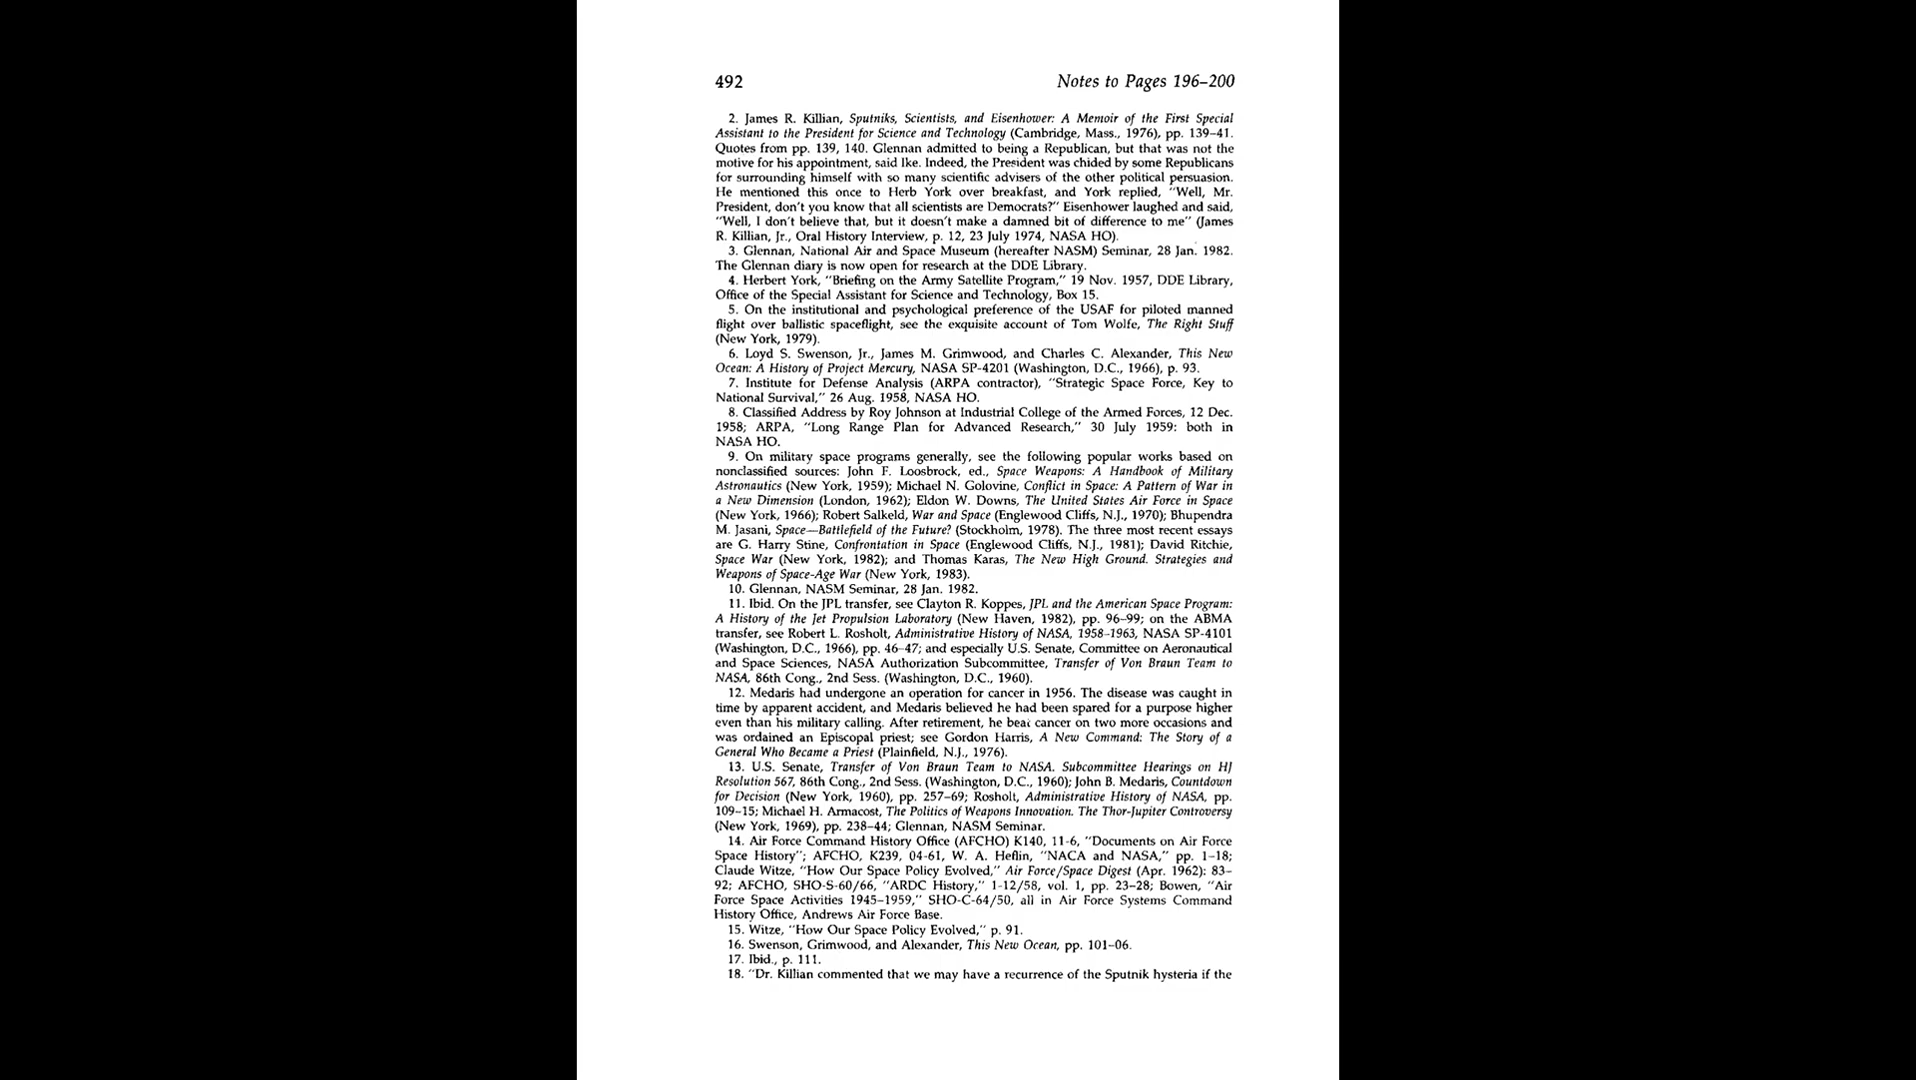 492
Notes to Pages 196–200
2. James R. Killian, Sputniks, Scientists, and Eisenhower: A Memoir of the First Special
Assistant to the President for Science and Technology (Cambridge, Mass., 1976), pp. 139–41.
Quotes from pp. 139, 140. Glennan admitted to being a Republican, but that was not the
motive for his appointment, said Ike. Indeed, the President was chided by some Republicans
for surrounding himself with so many scientific advisers of the other political persuasion.
He mentioned this once to Herb York over breakfast, and York replied, "Well, Mr.
President, don't you know that all scientists are Democrats?" Eisenhower laughed and said,
"Well, I don't believe that, but it doesn't make a damned bit of difference to me" (James
R. Killian, Jr., Oral History Interview, p. 12, 23 July 1974, NASA HO).
3. Glennan, National Air and Space Museum (hereafter NASM) Seminar, 28 Jan. 1982.
The Glennan diary is now open for research at the DDE Library.
4. Herbert York, "Briefing on the Army Satellite Program," 19 Nov. 1957, DDE Library,
Office of the Special Assistant for Science and Technology, Box 15.
5. On the institutional and psychological preference of the USAF for piloted manned
flight over ballistic spaceflight, see the exquisite account of Tom Wolfe, The Right Stuff
(New York, 1979).
6. Loyd S. Swenson, Jr., James M. Grimwood, and Charles C. Alexander, This New
Ocean: A History of Project Mercury, NASA SP-4201 (Washington, D.C., 1966), p. 93.
7. Institute for Defense Analysis (ARPA contractor), "Strategic Space Force, Key to
National Survival," 26 Aug. 1958, NASA HO.
8. Classified Address by Roy Johnson at Industrial College of the Armed Forces, 12 Dec.
1958; ARPA, "Long Range Plan for Advanced Research," 30 July 1959: both in
NASA HO.
9. On military space programs generally, see the following popular works based on
nonclassified sources: John F. Loosbrock, ed., Space Weapons: A Handbook of Military
Astronautics (New York, 1959); Michael N. Golovine, Conflict in Space: A Pattern of War in
a New Dimension (London, 1962); Eldon W. Downs, The United States Air Force in Space
(New York, 1966); Robert Salkeld, War and Space (Englewood Cliffs, N.J., 1970); Bhupendra
M. Jasani, Space—Battlefield of the Future? (Stockholm, 1978). The three most recent essays
are G. Harry Stine, Confrontation in Space (Englewood Cliffs, N.J., 1981); David Ritchie,
Space War (New York, 1982); and Thomas Karas, The New High Ground. Strategies and
Weapons of Space-Age War (New York, 1983).
10. Glennan, NASM Seminar, 28 Jan. 1982.
11. Ibid. On the JPL transfer, see Clayton R. Koppes, JPL and the American Space Program:
A History of the Jet Propulsion Laboratory (New Haven, 1982), pp. 96–99; on the ABMA
transfer, see Robert L. Rosholt, Administrative History of NASA, 1958–1963, NASA SP-4101
(Washington, D.C., 1966), pp. 46–47; and especially U.S. Senate, Committee on Aeronautical
and Space Sciences, NASA Authorization Subcommittee, Transfer of Von Braun Team to
NASA, 86th Cong., 2nd Sess. (Washington, D.C., 1960).
12. Medaris had undergone an operation for cancer in 1956. The disease was caught in
time by apparent accident, and Medaris believed he had been spared for a purpose higher
even than his military calling. After retirement, he beat cancer on two more occasions and
was ordained an Episcopal priest; see Gordon Harris, A New Command: The Story of a
General Who Became a Priest (Plainfield, N.J., 1976).
13. U.S. Senate, Transfer of Von Braun Team to NASA. Subcommittee Hearings on HJ
Resolution 567, 86th Cong., 2nd Sess. (Washington, D.C., 1960); John B. Medaris, Countdown
for Decision (New York, 1960), pp. 257–69; Rosholt, Administrative History of NASA, pp.
109–15; Michael H. Armacost, The Politics of Weapons Innovation. The Thor-Jupiter Controversy
(New York, 1969), pp. 238–44; Glennan, NASM Seminar.
14. Air Force Command History Office (AFCHO) K140, 11-6, "Documents on Air Force
Space History"; AFCHO, K239, 04-61, W. A. Heflin, "NACA and NASA," pp. 1–18;
Claude Witze, "How Our Space Policy Evolved," Air Force/Space Digest (Apr. 1962): 83–
92; AFCHO, SHO-S-60/66, "ARDC History," 1-12/58, vol. 1, pp. 23–28; Bowen, "Air
Force Space Activities 1945–1959," SHO-C-64/50, all in Air Force Systems Command
History Office, Andrews Air Force Base.
15. Witze, "How Our Space Policy Evolved," p. 91.
16. Swenson, Grimwood, and Alexander, This New Ocean, pp. 101–06.
17. Ibid., p. 111.
18. "Dr. Killian commented that we may have a recurrence of the Sputnik hysteria if the